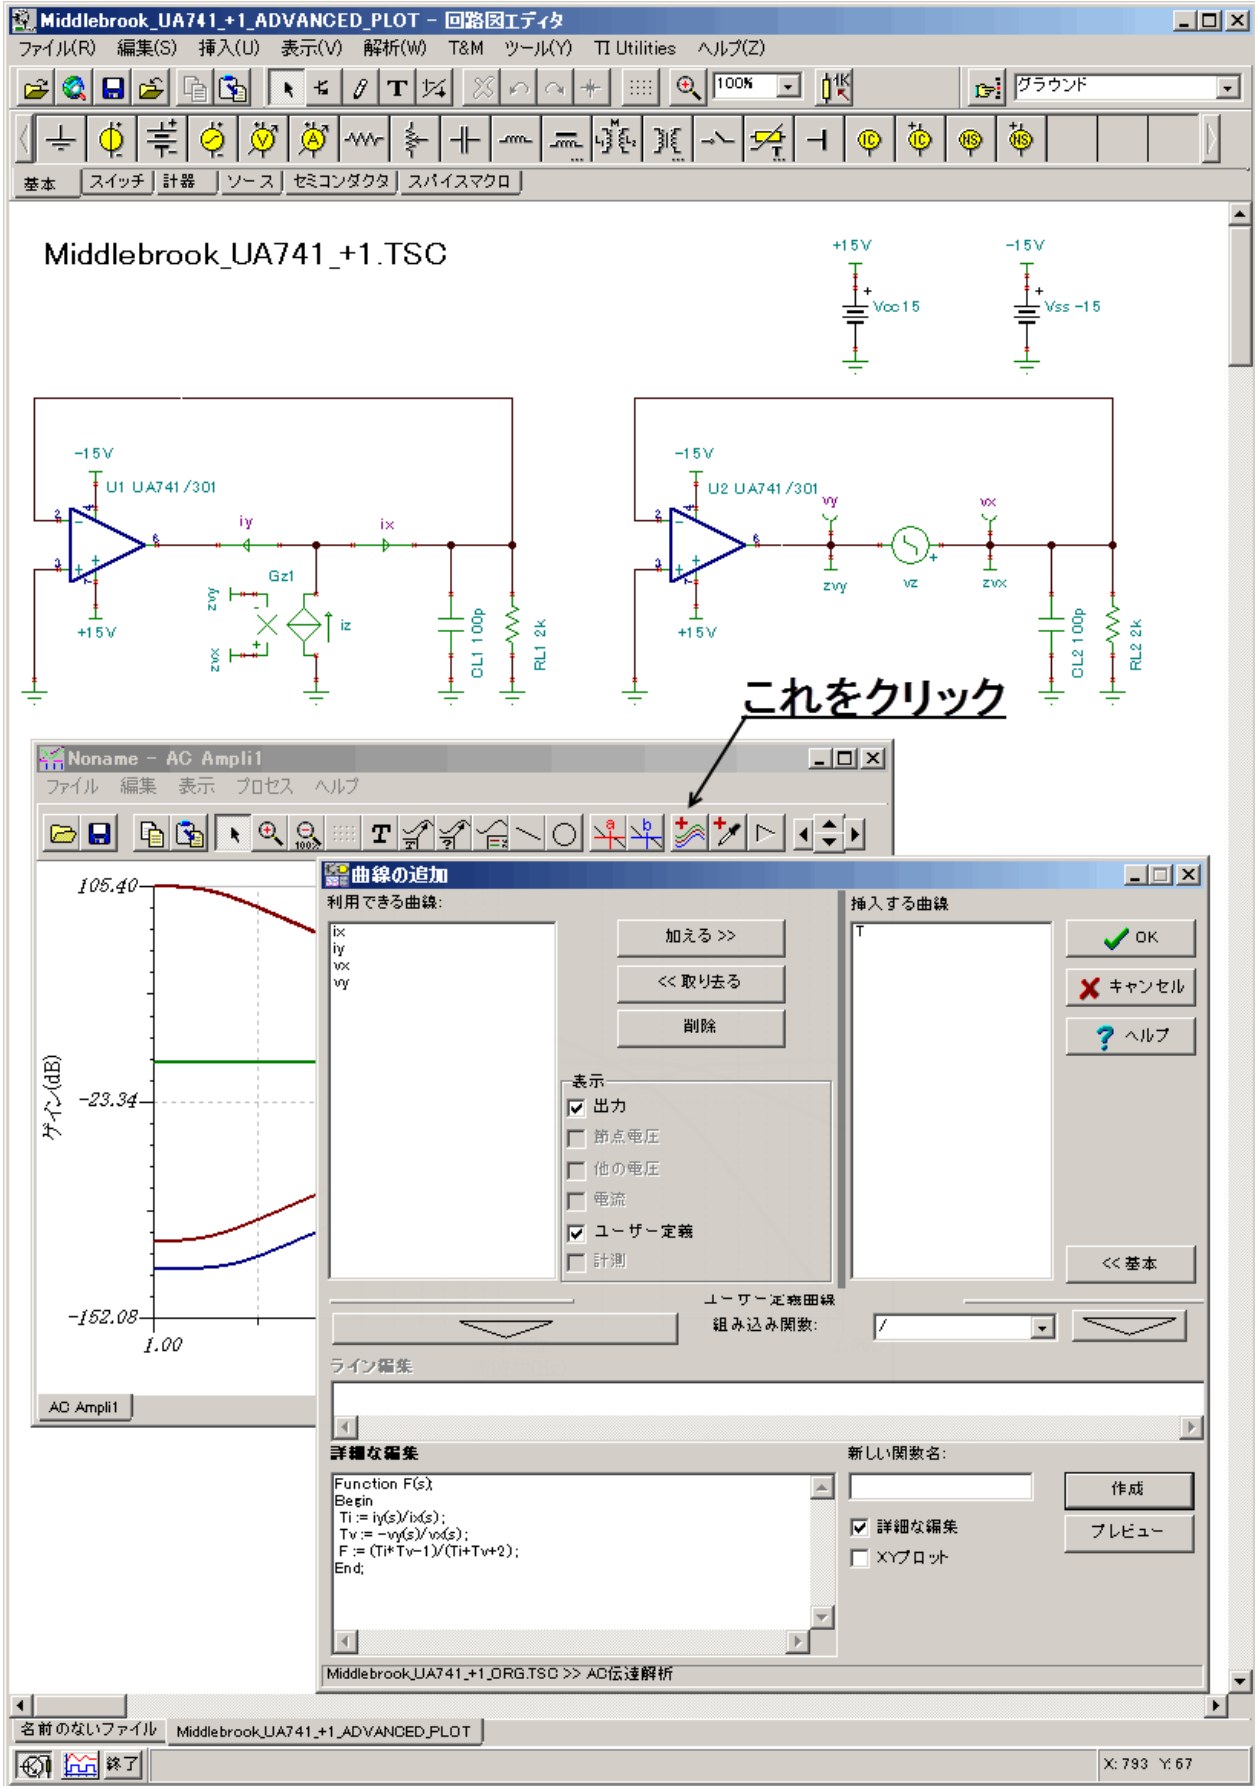 Middlebrook_UA741_+1_ADVANCED_PLOT - 回路図エディタ
ファイル(R) 編集(S) 挿入(U) 表示(V) 解析(W) T&M ツール(Y) TI Utilities ヘルプ(Z)
T 100% 1K グラウンド
基本 スイッチ 計器 ソース セミコンダクタ スパイスマクロ
Middlebrook_UA741_+1.TSC
+15V -15V
Vcc 15 Vss -15
-15V -15V
U1 UA741/301 U2 UA741/301
iy ix vy vx
Gz1 zvy vz zvx
zvy zvx iz
+15V +15V
CL1 100p RL1 2k CL2 100p RL2 2k
これをクリック
Noname - AC Ampli1
ファイル 編集 表示 プロセス ヘルプ
100% T a b
曲線の追加
利用できる曲線: 挿入する曲線
ix
iy
vx
vy
加える >>
<< 取り去る
削除
T
OK
キャンセル
ヘルプ
表示
出力
節点電圧
他の電圧
電流
ユーザー定義
計測
<< 基本
105.40
-23.34
-152.08
ゲイン(dB)
1.00
AC Ampli1
ユーザー定義曲線
組み込み関数: /
ライン編集
詳細な編集
Function F(s);
Begin
Ti := iy(s)/ix(s);
Tv := -vy(s)/vx(s);
F := (Ti*Tv-1)/(Ti+Tv+2);
End;
新しい関数名:
作成
詳細な編集
プレビュー
XYプロット
Middlebrook_UA741_+1_ORG.TSC >> AC伝達解析
名前のないファイル Middlebrook_UA741_+1_ADVANCED_PLOT
終了 X: 793 Y: 67